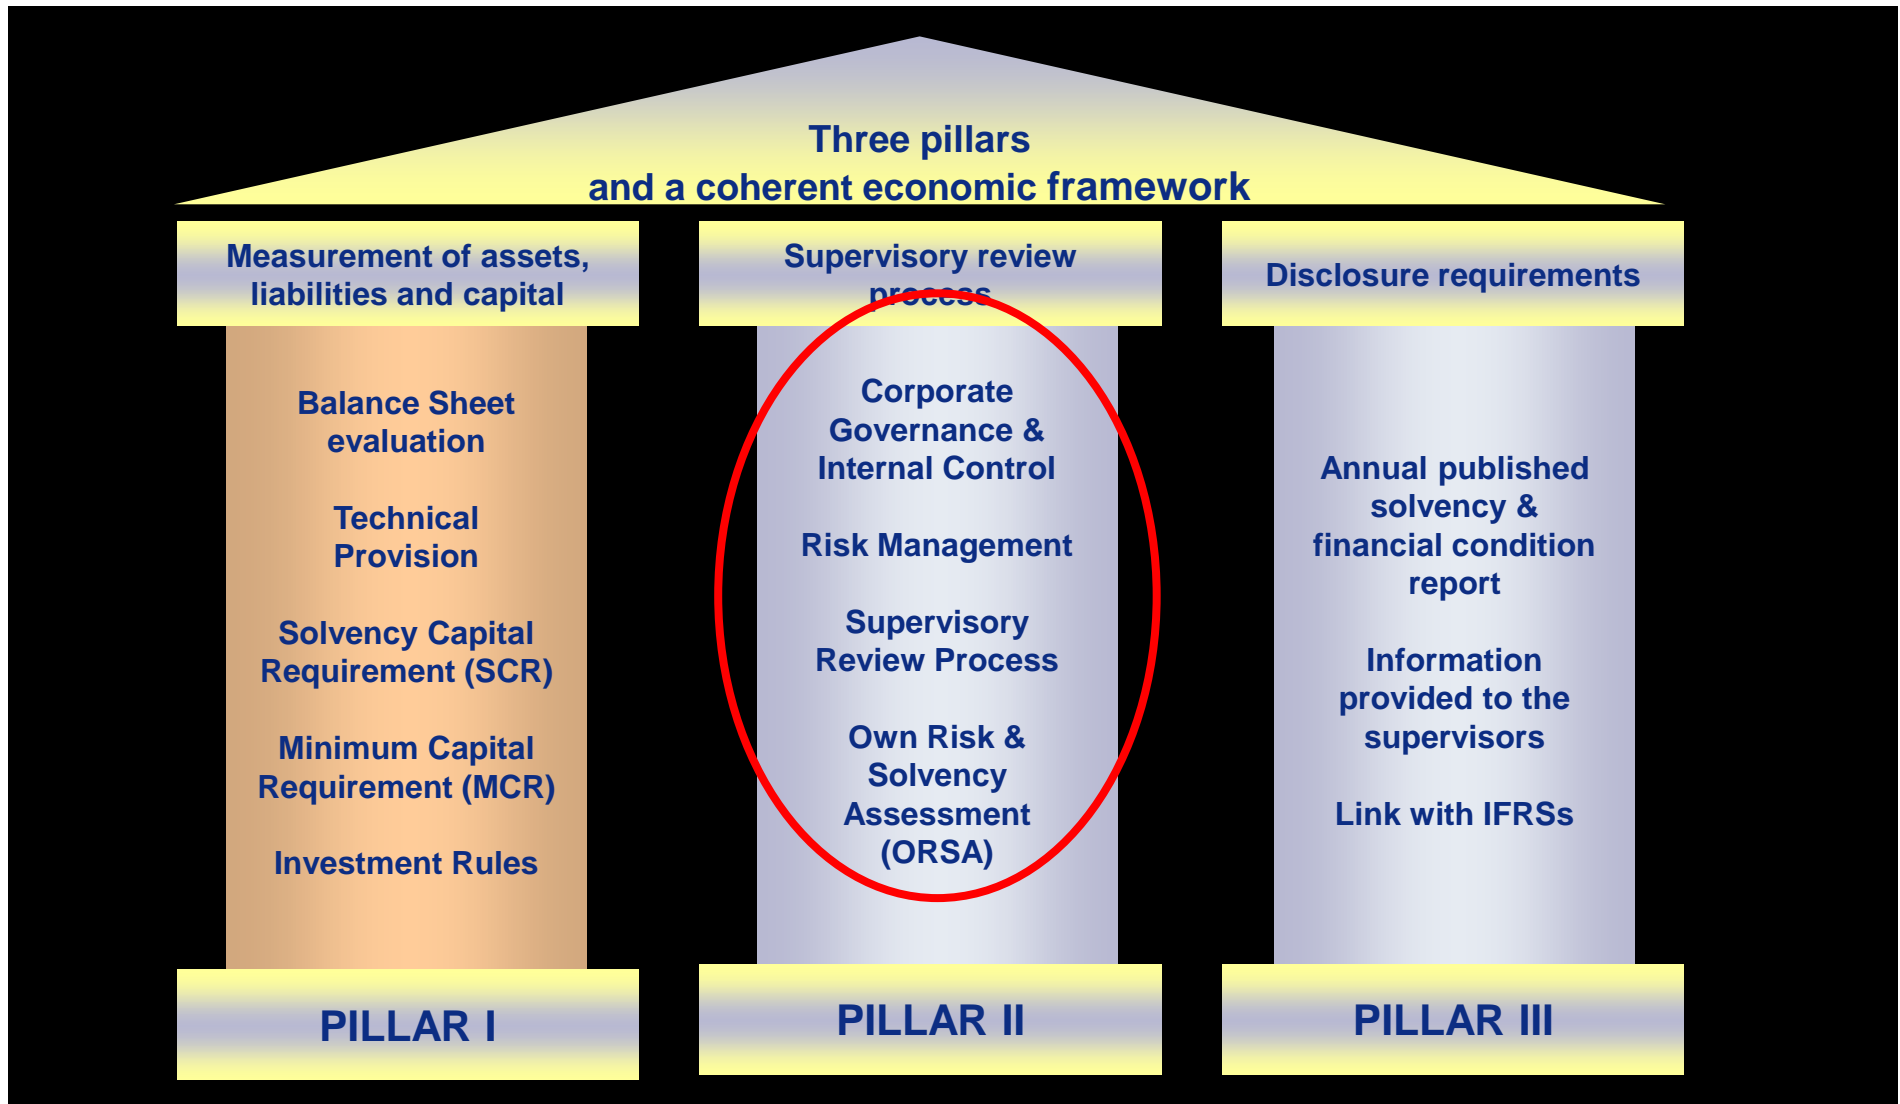 Three pillars
and a coherent economic framework
Measurement of assets,
liabilities and capital
Balance Sheet
evaluation
Technical
Provision
Solvency Capital
Requirement (SCR)
Minimum Capital
Requirement (MCR)
Investment Rules
PILLAR I
Supervisory review
process
Corporate
Governance &
Internal Control
Risk Management
Supervisory
Review Process
Own Risk &
Solvency
Assessment
(ORSA)
PILLAR II
Disclosure requirements
Annual published
solvency &
financial condition
report
Information
provided to the
supervisors
Link with IFRSs
PILLAR III